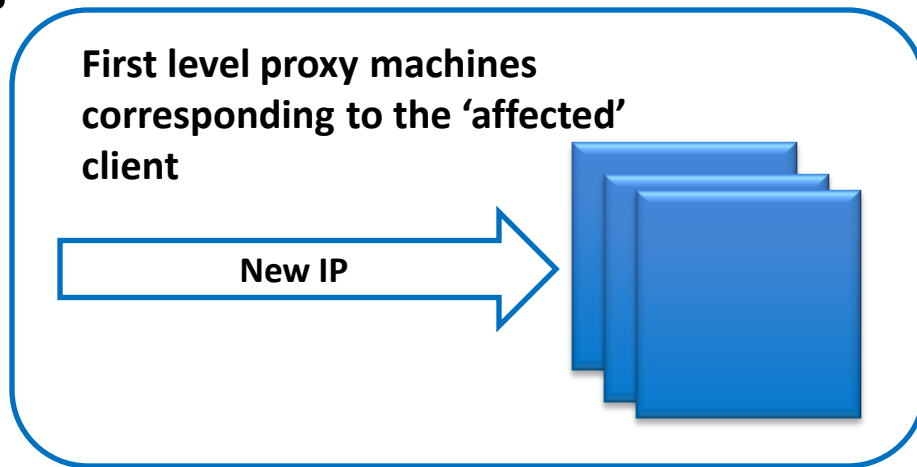 First level proxy machines
corresponding to the ‘affected’
client
New IP